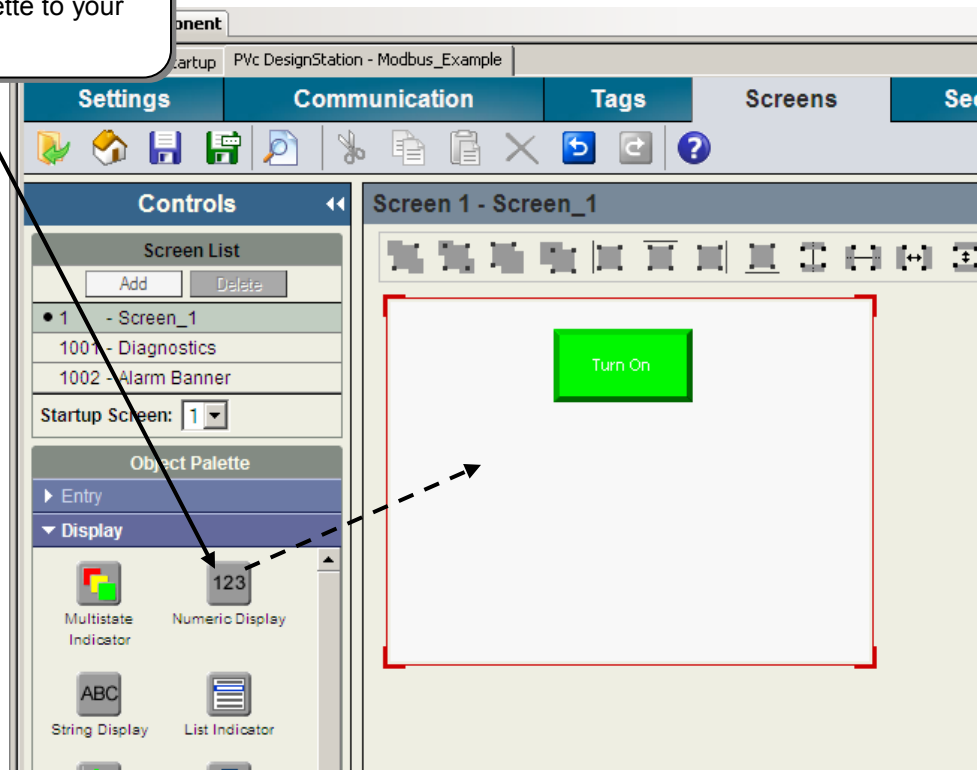 ette to your
onent
tartup PVc DesignStation - Modbus_Example
Settings Communication Tags Screens Sec
?
Controls
Screen 1 - Screen_1
Screen List
Add Delete
1 - Screen_1
1001 - Diagnostics
1002 - Alarm Banner
Startup Screen: 1
Turn On
Object Palette
Entry
Display
123
Multistate Indicator
Numeric Display
ABC
String Display
List Indicator